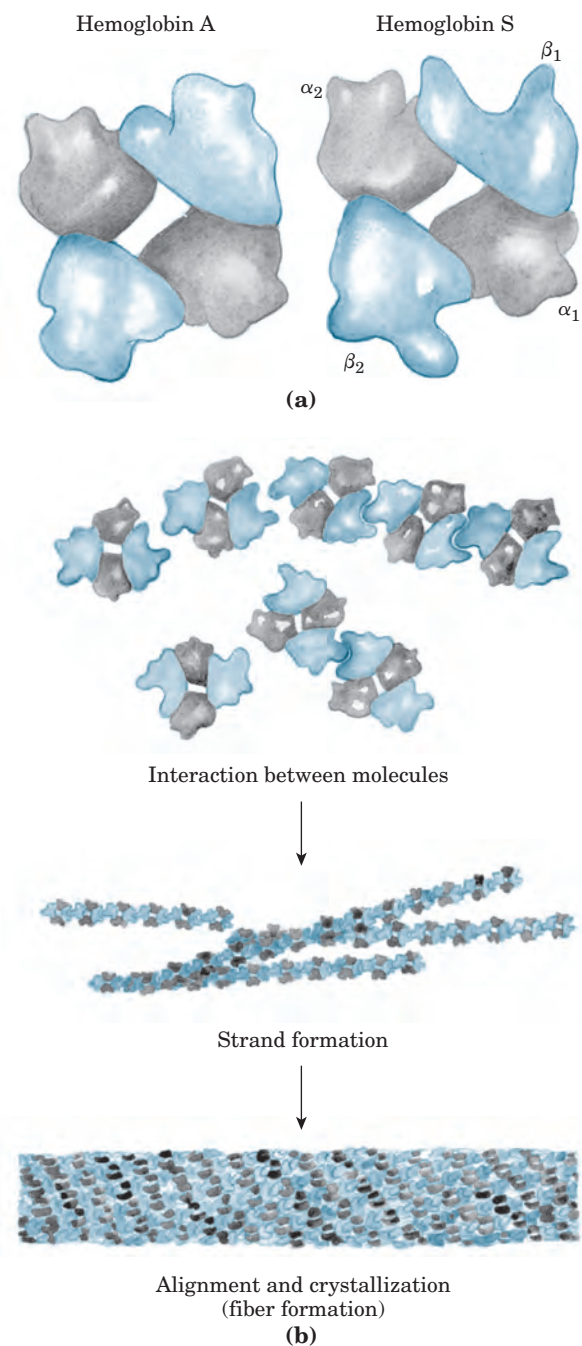 Hemoglobin A
Hemoglobin S
α2
β1
β2
α1
(a)
Interaction between molecules
Strand formation
Alignment and crystallization
(fiber formation)
(b)